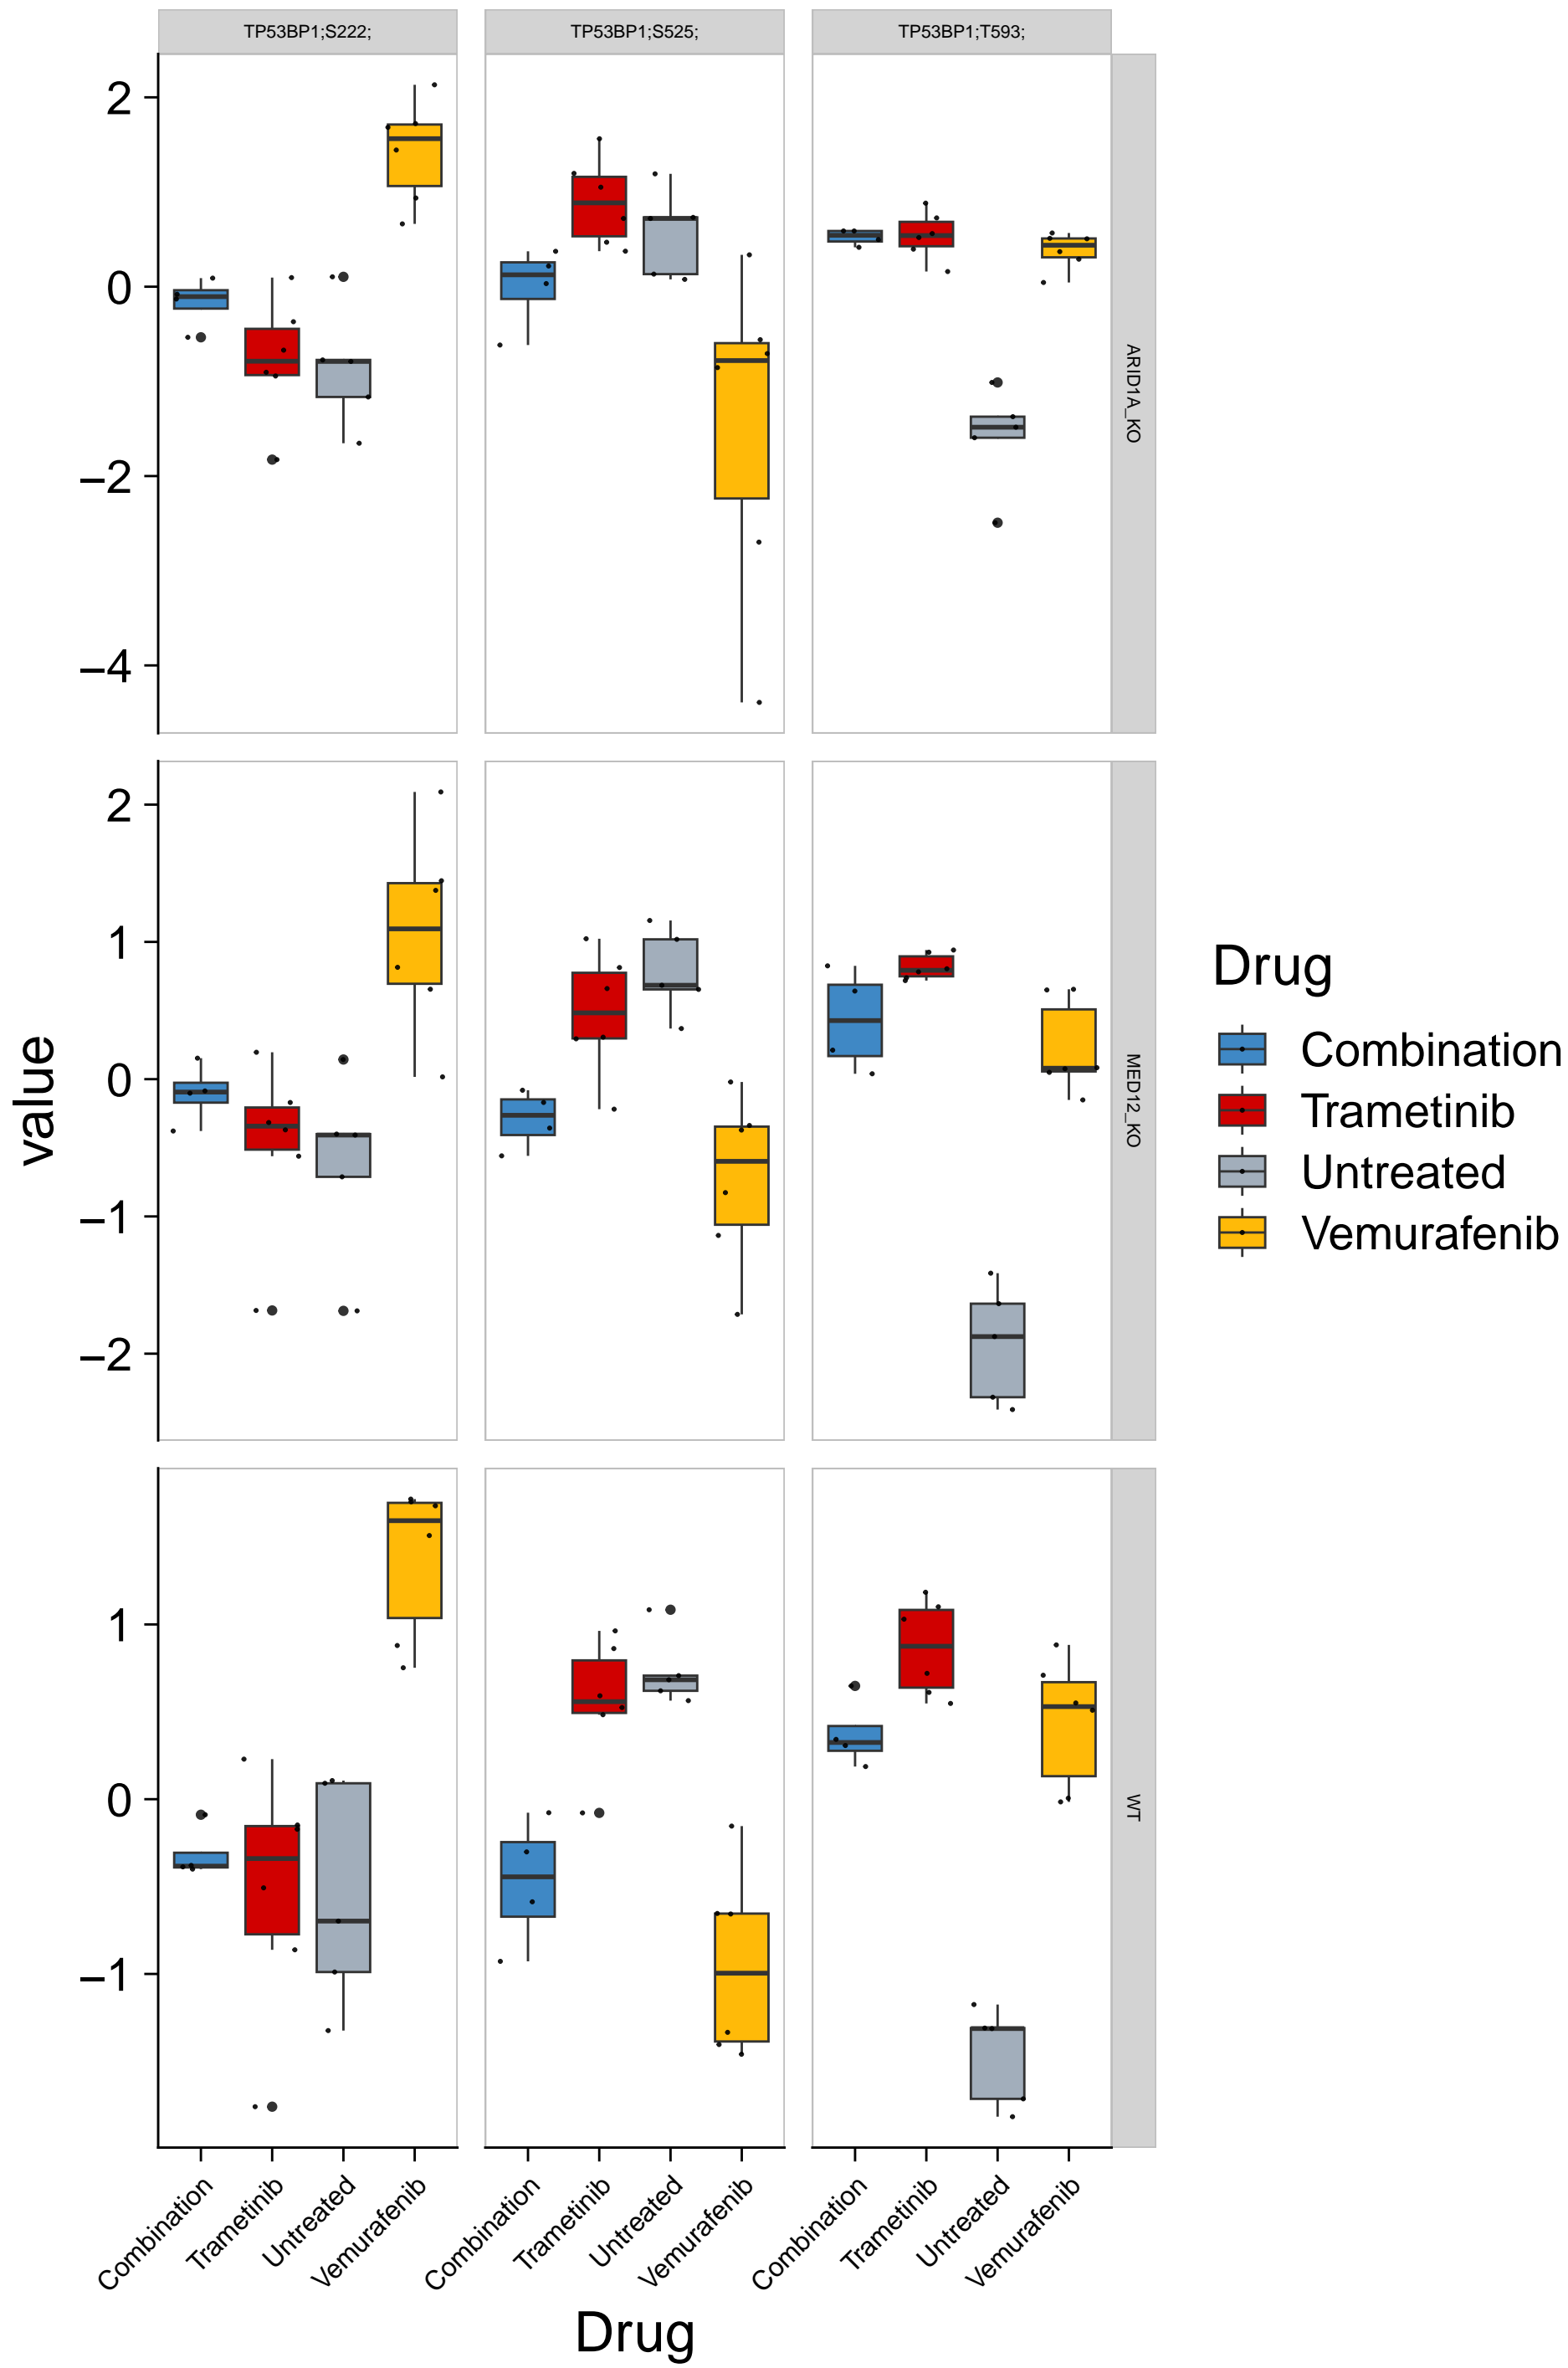 TP53BP1;S222; TP53BP1;S525; TP53BP1;T593;
2
0
−2
−4
ARID1A_KO
2
1
0
−1
−2
MED12_KO
1
0
−1
WT
value
Combination Trametinib Untreated Vemurafenib Combination Trametinib Untreated Vemurafenib Combination Trametinib Untreated Vemurafenib
Drug
Drug
Combination
Trametinib
Untreated
Vemurafenib